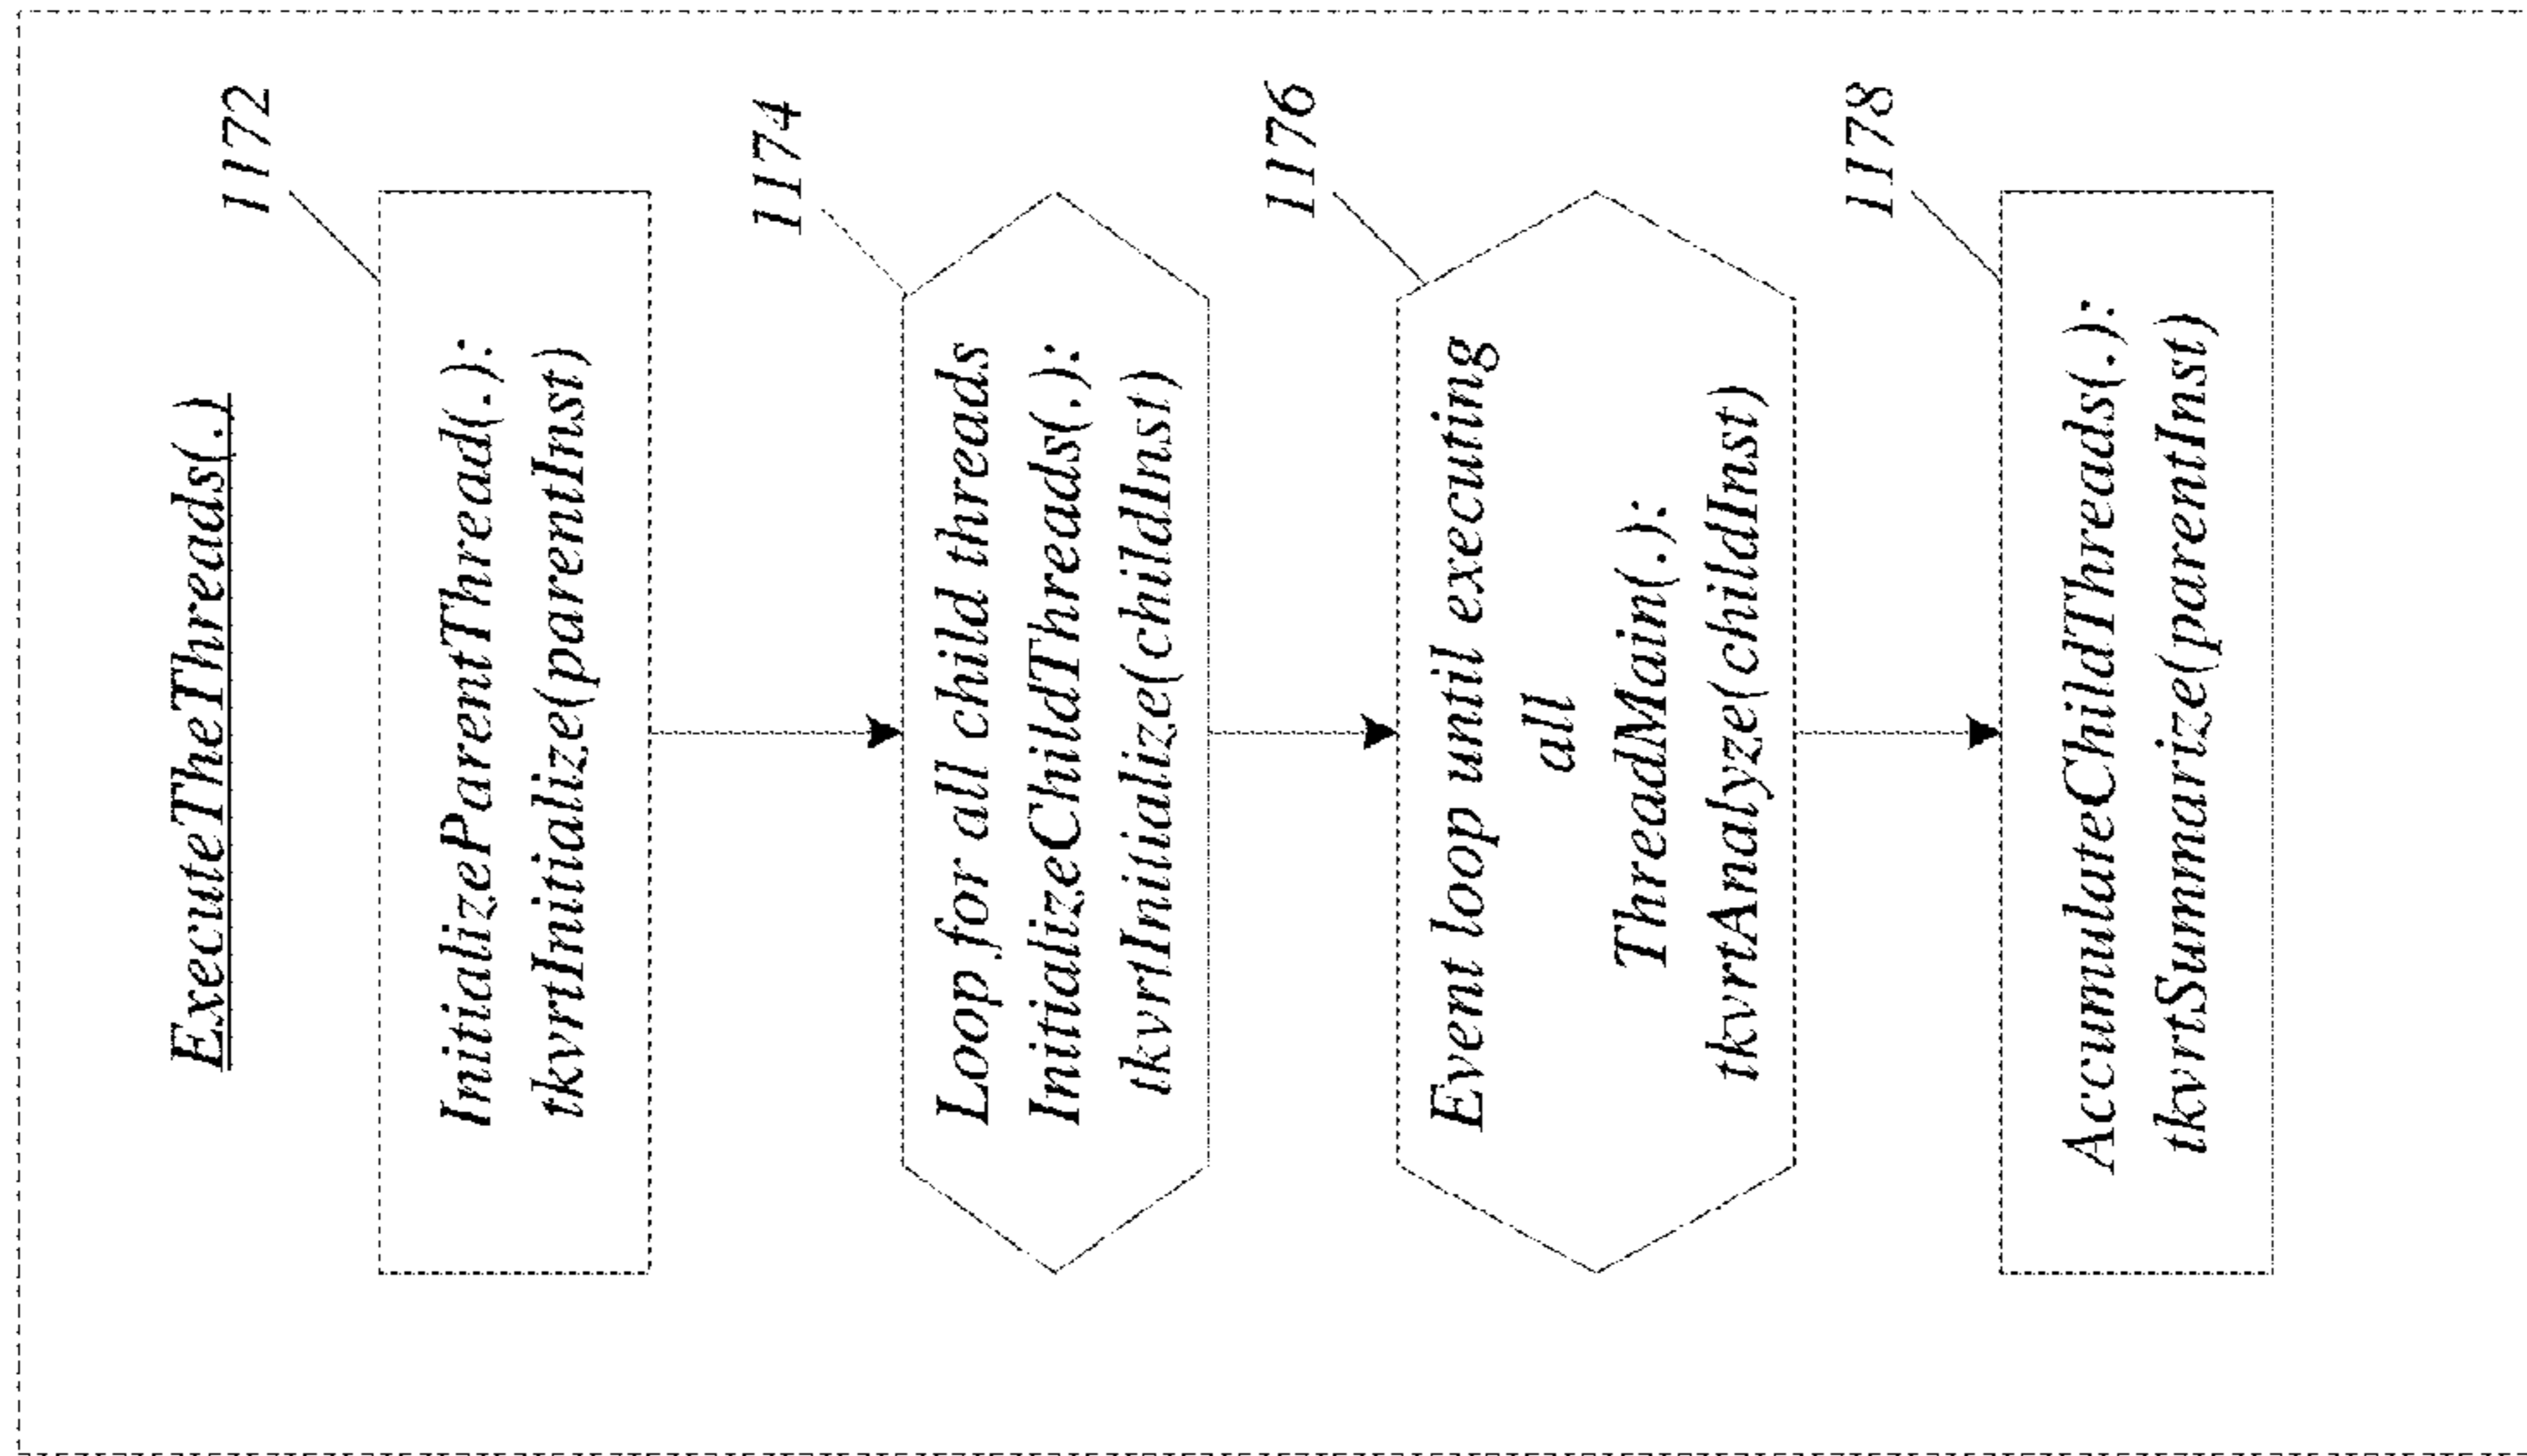 ExecuteTheThreads(.)
1172
InitializeParentThread(.):
tkvrtInitialize(parentInst)
1174
Loop for all child threads
InitializeChildThreads(.):
tkvrtInitialize(childInst)
1176
Event loop until executing
all
ThreadMain(.):
tkvrtAnalyze(childInst)
1178
AccumulateChildThreads(.):
tkvrtSummarize(parentInst)